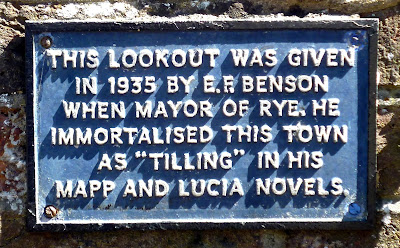 THIS LOOKOUT WAS GIVEN
IN 1935 BY E.F. BENSON
WHEN MAYOR OF RYE. HE
IMMORTALISED THIS TOWN
AS "TILLING" IN HIS
MAPP AND LUCIA NOVELS.